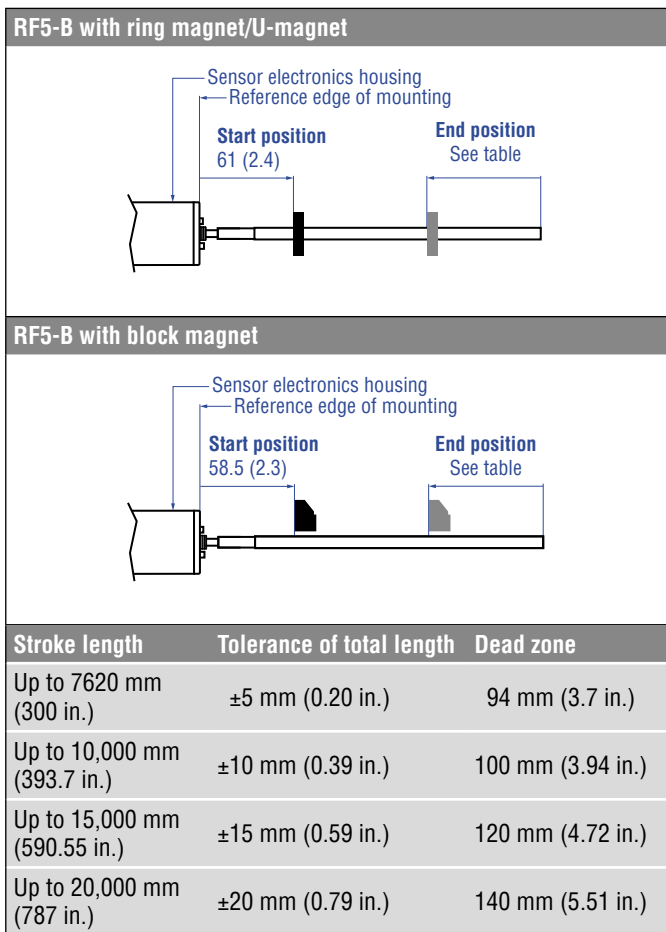 RF5-B with ring magnet/U-magnet
Sensor electronics housing
Reference edge of mounting
Start position
61 (2.4)
End position
See table
RF5-B with block magnet
Sensor electronics housing
Reference edge of mounting
Start position
58.5 (2.3)
End position
See table
Stroke length Tolerance of total length Dead zone
Up to 7620 mm
(300 in.)
±5 mm (0.20 in.)
94 mm (3.7 in.)
Up to 10,000 mm
(393.7 in.)
±10 mm (0.39 in.)
100 mm (3.94 in.)
Up to 15,000 mm
(590.55 in.)
±15 mm (0.59 in.)
120 mm (4.72 in.)
Up to 20,000 mm
(787 in.)
±20 mm (0.79 in.)
140 mm (5.51 in.)